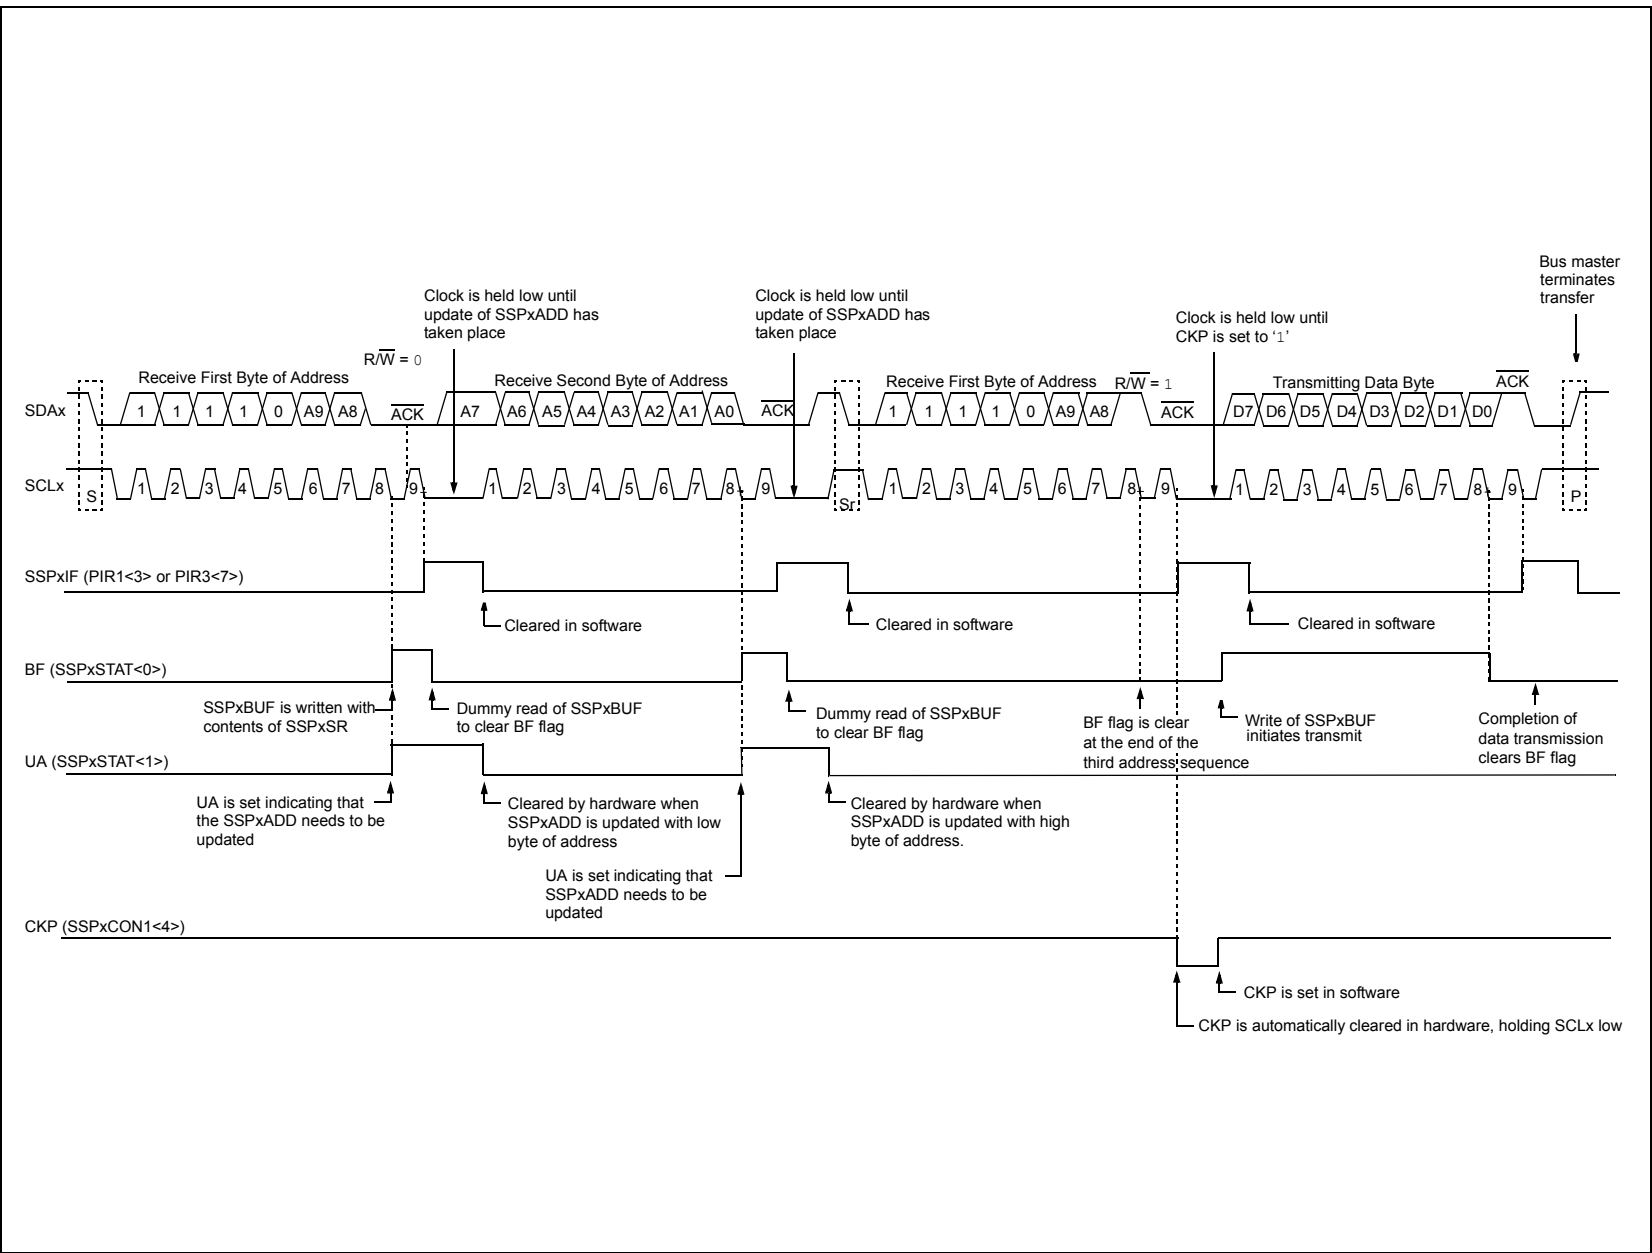 Bus master
terminates
transfer
Clock is held low until
update of SSPxADD has
taken place
Clock is held low until
update of SSPxADD has
taken place
Clock is held low until
CKP is set to ‘1’
R/W̅ = 0
Receive First Byte of Address
Receive Second Byte of Address
Receive First Byte of Address
R/W̅ = 1
Transmitting Data Byte
A̅C̅K̅
SDAx
1 1 1 1 0 A9 A8
A̅C̅K̅
A7 A6 A5 A4 A3 A2 A1 A0
A̅C̅K̅
1 1 1 1 0 A9 A8
A̅C̅K̅
D7 D6 D5 D4 D3 D2 D1 D0
SCLx
S
1 2 3 4 5 6 7 8 9
1 2 3 4 5 6 7 8 9
Sr
1 2 3 4 5 6 7 8 9
1 2 3 4 5 6 7 8 9
P
SSPxIF (PIR1<3> or PIR3<7>)
Cleared in software
Cleared in software
Cleared in software
BF (SSPxSTAT<0>)
SSPxBUF is written with
contents of SSPxSR
Dummy read of SSPxBUF
to clear BF flag
Dummy read of SSPxBUF
to clear BF flag
BF flag is clear
at the end of the
third address sequence
Write of SSPxBUF
initiates transmit
Completion of
data transmission
clears BF flag
UA (SSPxSTAT<1>)
UA is set indicating that
the SSPxADD needs to be
updated
Cleared by hardware when
SSPxADD is updated with low
byte of address
UA is set indicating that
SSPxADD needs to be
updated
Cleared by hardware when
SSPxADD is updated with high
byte of address.
CKP (SSPxCON1<4>)
CKP is set in software
CKP is automatically cleared in hardware, holding SCLx low